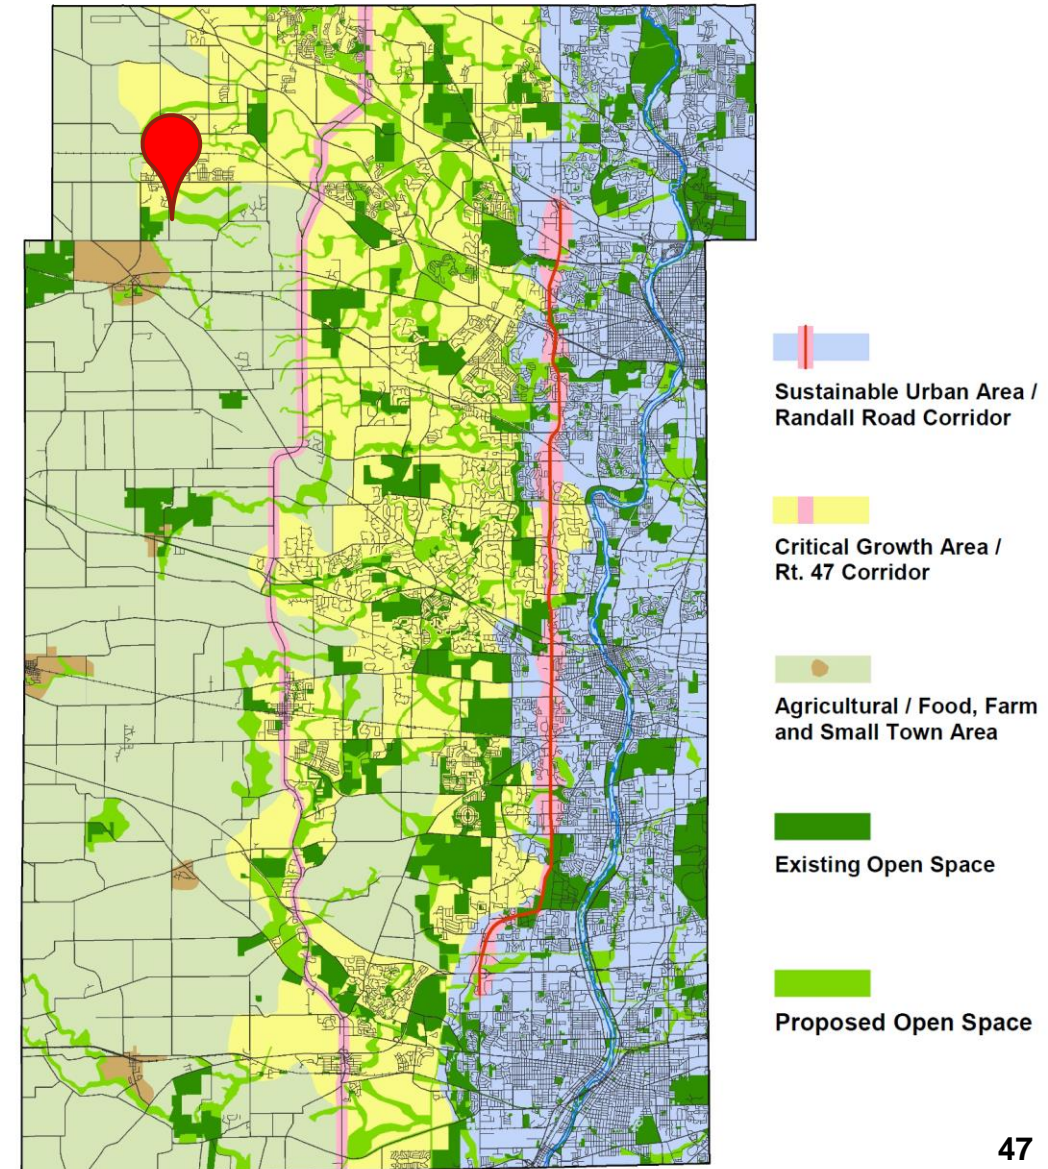 Sustainable Urban Area /
Randall Road Corridor
Critical Growth Area /
Rt. 47 Corridor
Agricultural / Food, Farm
and Small Town Area
Existing Open Space
Proposed Open Space
47